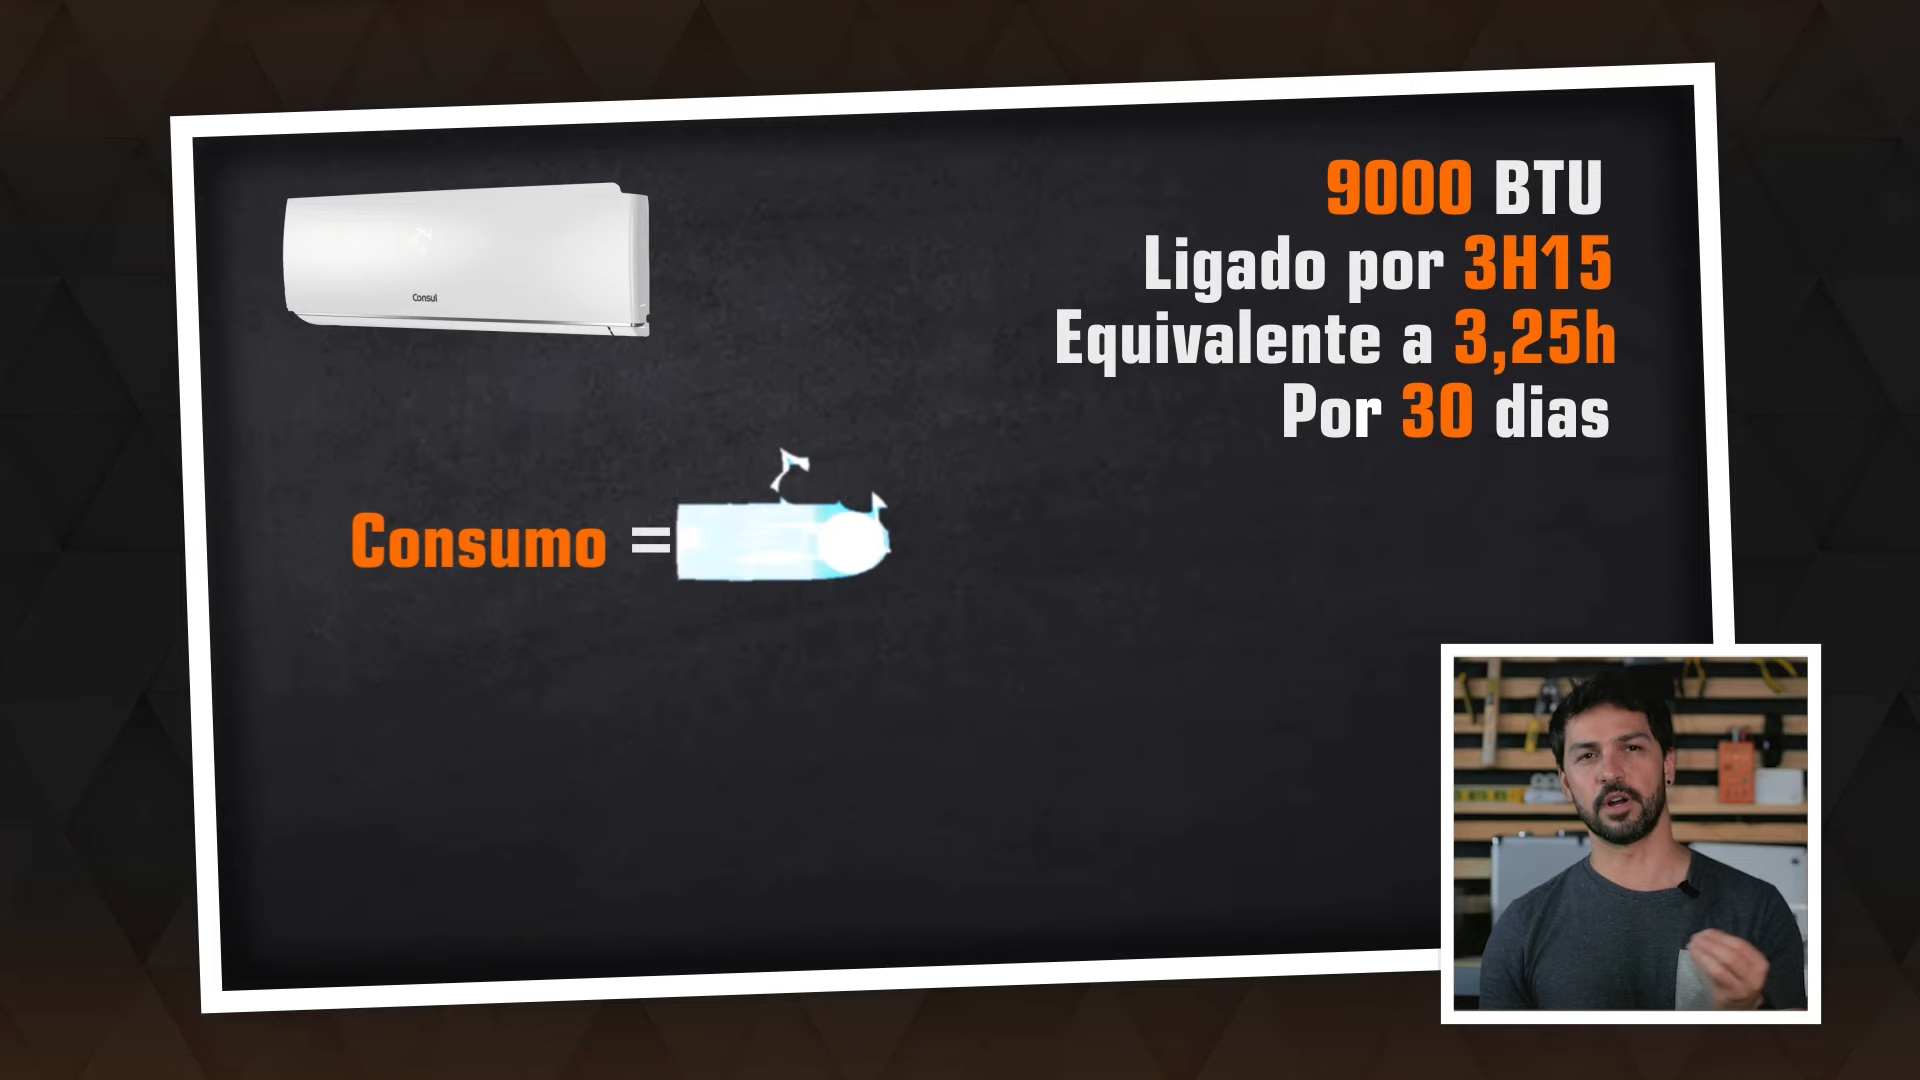 9000 BTU
Ligado por 3H15
Equivalente a 3,25h
Por 30 dias
Consul
Consumo =